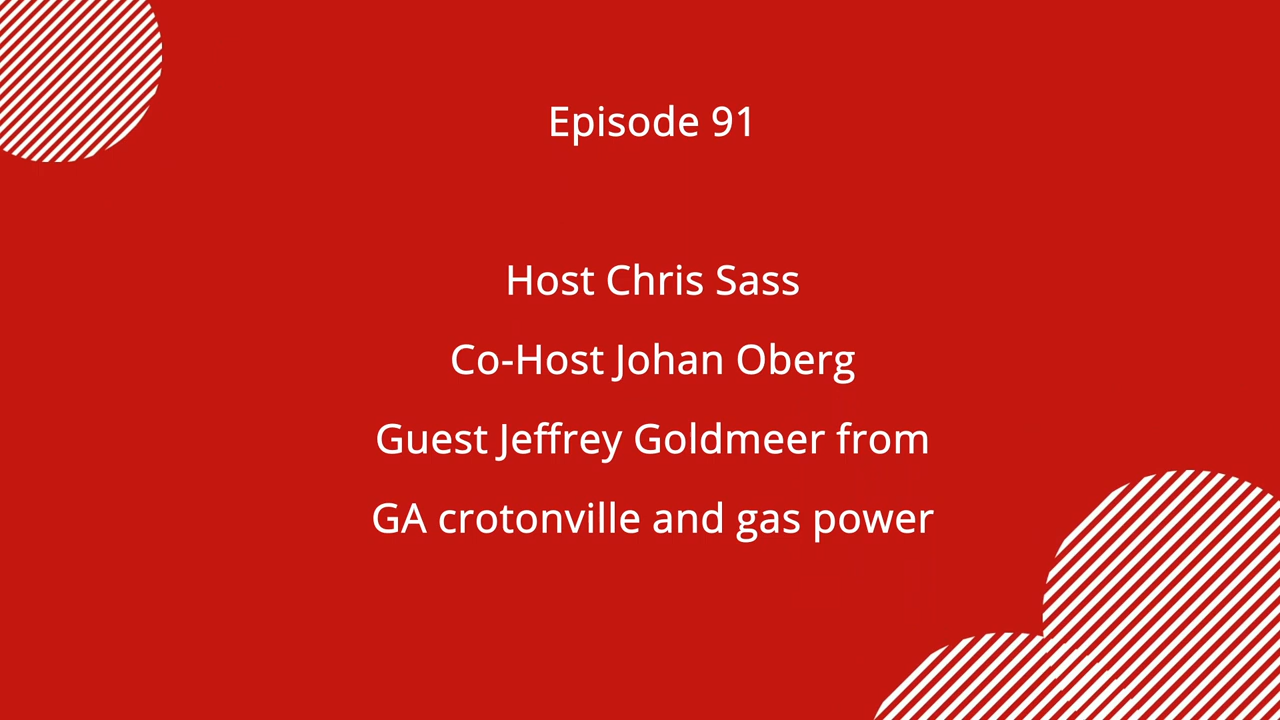 Episode 91
Host Chris Sass
Co-Host Johan Oberg
Guest Jeffrey Goldmeer from
GA crotonville and gas power